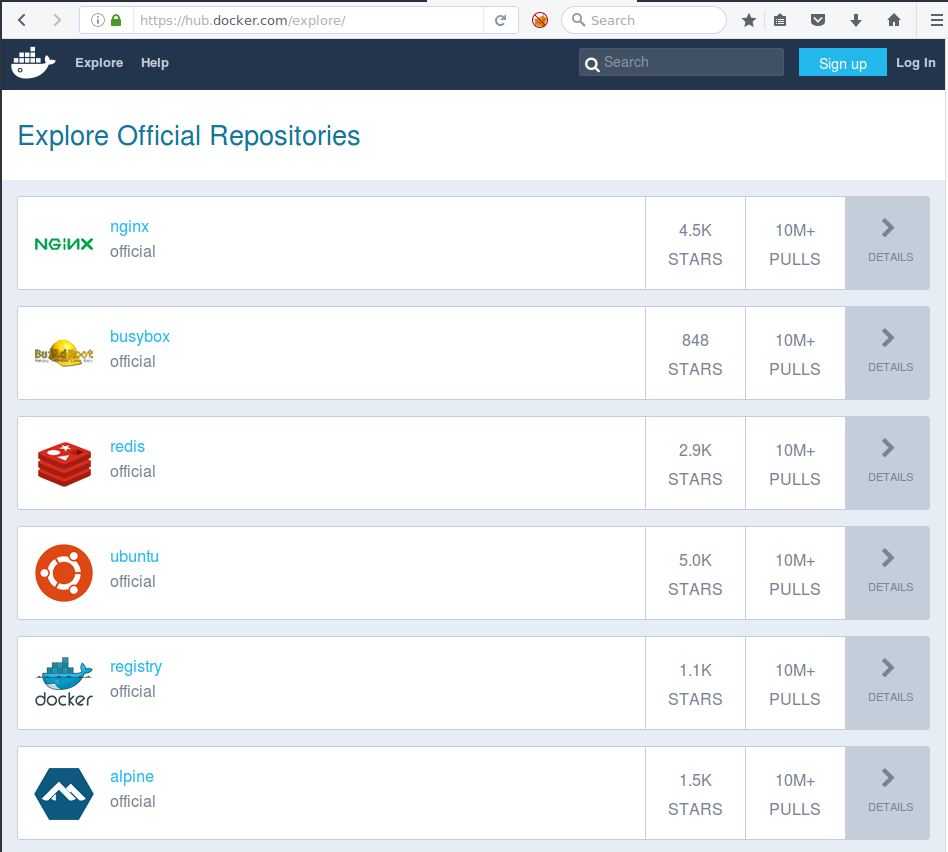 https://hub.docker.com/explore/
Search
Explore Help Search Sign up Log In
Explore Official Repositories
NGiNX
nginx
official
4.5K
STARS
10M+
PULLS
DETAILS
BuildRoot
busybox
official
848
STARS
10M+
PULLS
DETAILS
redis
official
2.9K
STARS
10M+
PULLS
DETAILS
ubuntu
official
5.0K
STARS
10M+
PULLS
DETAILS
docker
registry
official
1.1K
STARS
10M+
PULLS
DETAILS
alpine
official
1.5K
STARS
10M+
PULLS
DETAILS